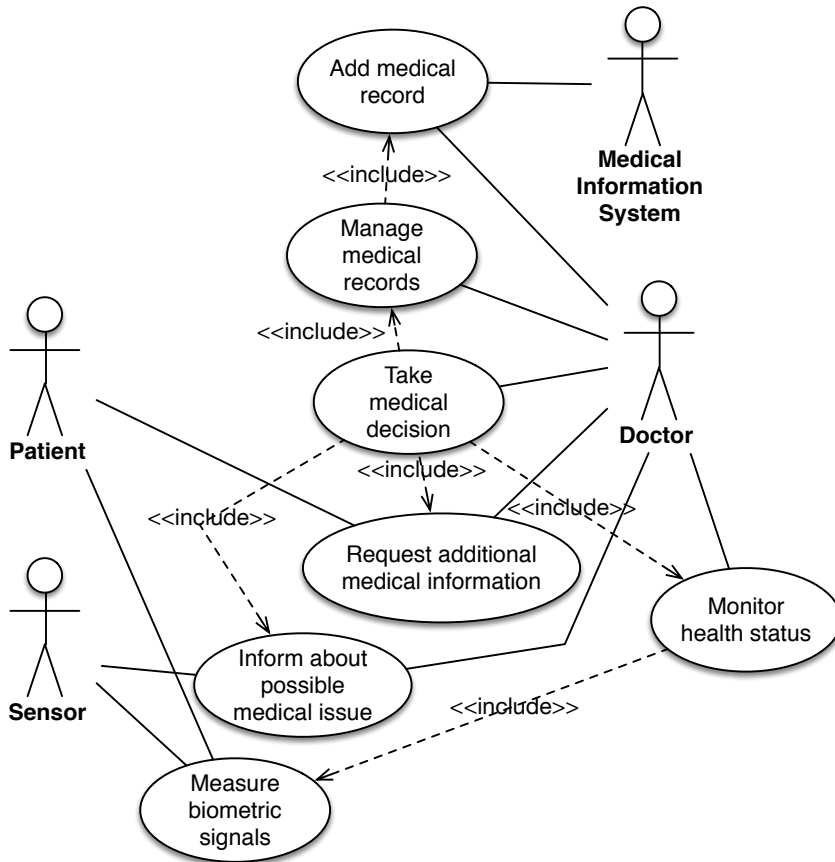 Add medical
record
Medical
Information
System
<<include>>
Manage
medical
records
<<include>>
Take
medical
decision
Patient
Doctor
<<include>>
<<include>>
<<include>>
Request additional
medical information
Monitor
health status
Inform about
possible
medical issue
Sensor
<<include>>
Measure
biometric
signals